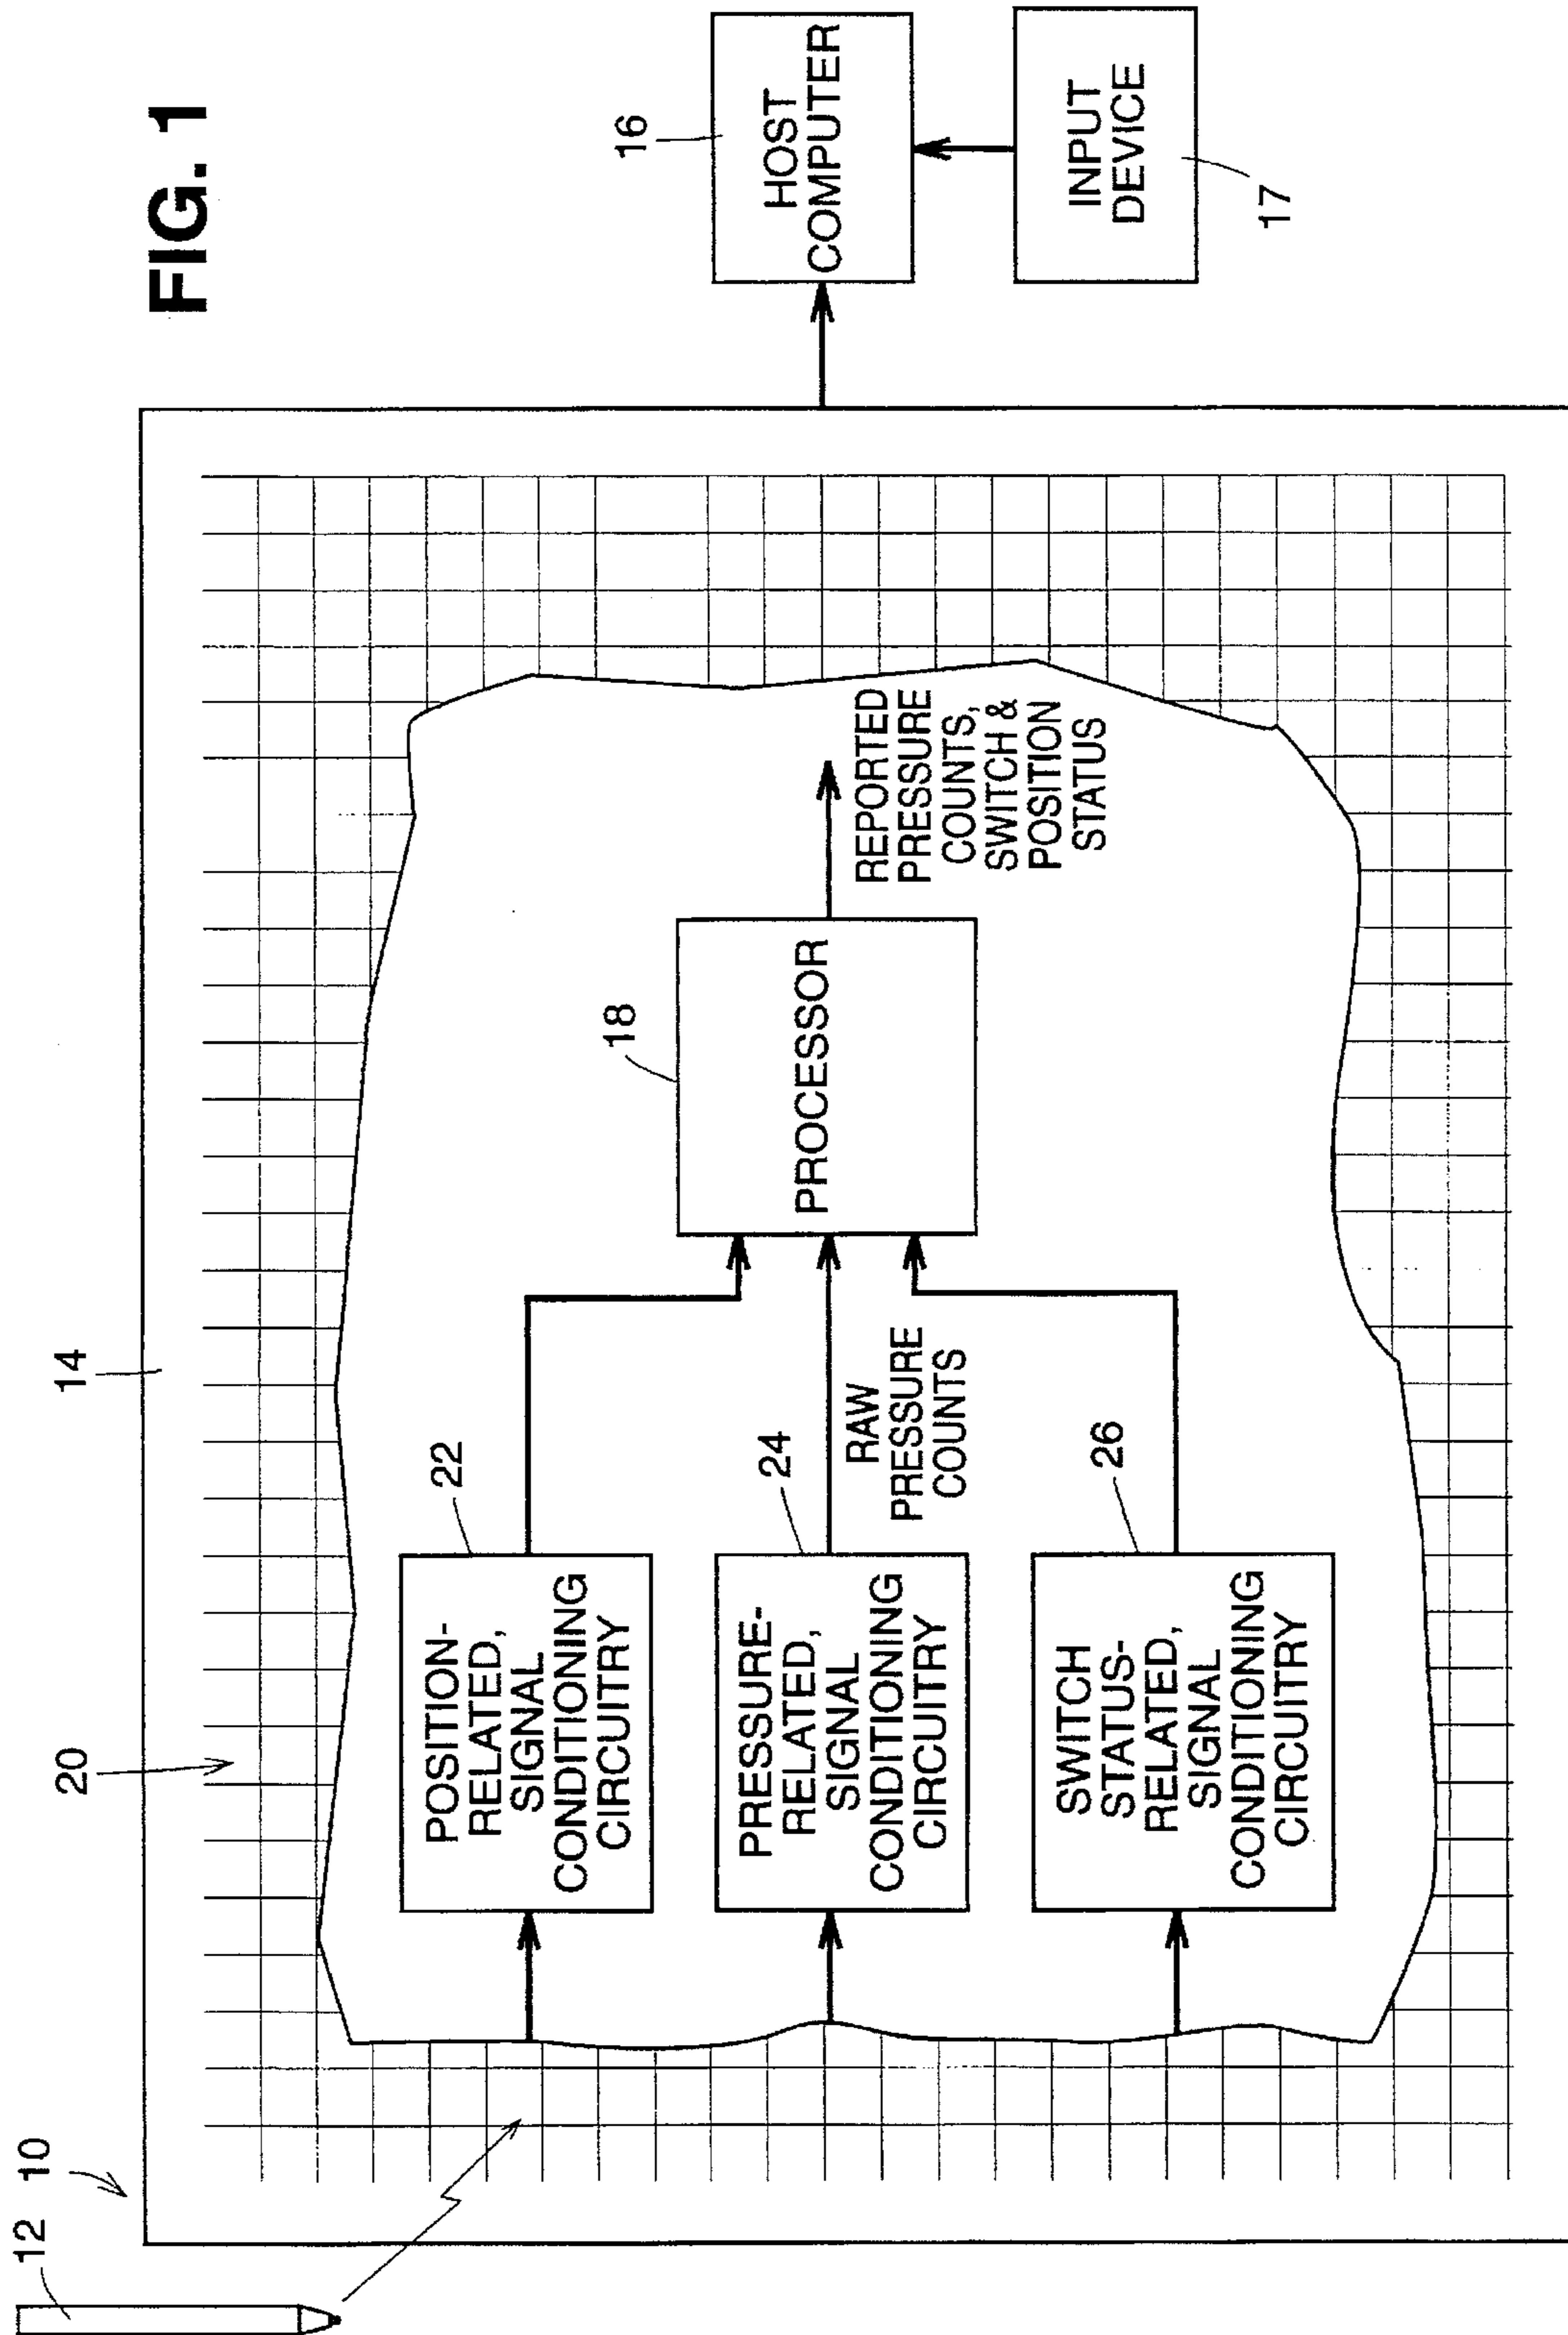 FIG. 1
12
10
14
20
22
POSITION-
RELATED,
SIGNAL
CONDITIONING
CIRCUITRY
24
PRESSURE-
RELATED,
SIGNAL
CONDITIONING
CIRCUITRY
RAW
PRESSURE
COUNTS
26
SWITCH
STATUS-
RELATED,
SIGNAL
CONDITIONING
CIRCUITRY
18
PROCESSOR
REPORTED
PRESSURE
COUNTS,
SWITCH &
POSITION
STATUS
16
HOST
COMPUTER
INPUT
DEVICE
17